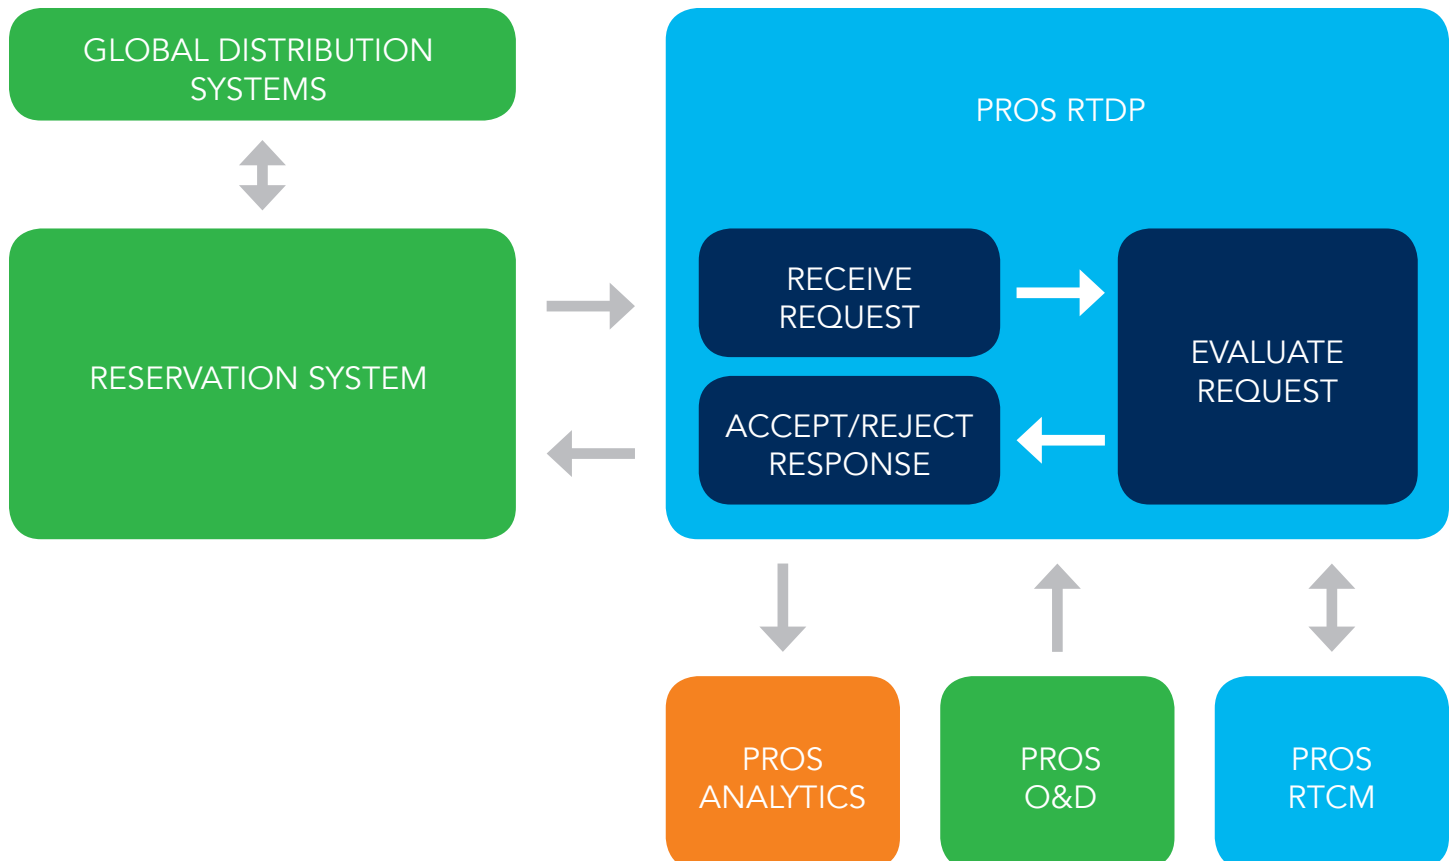 GLOBAL DISTRIBUTION
SYSTEMS
PROS RTDP
RESERVATION SYSTEM
RECEIVE
REQUEST
EVALUATE
REQUEST
ACCEPT/REJECT
RESPONSE
PROS
ANALYTICS
PROS
O&D
PROS
RTCM